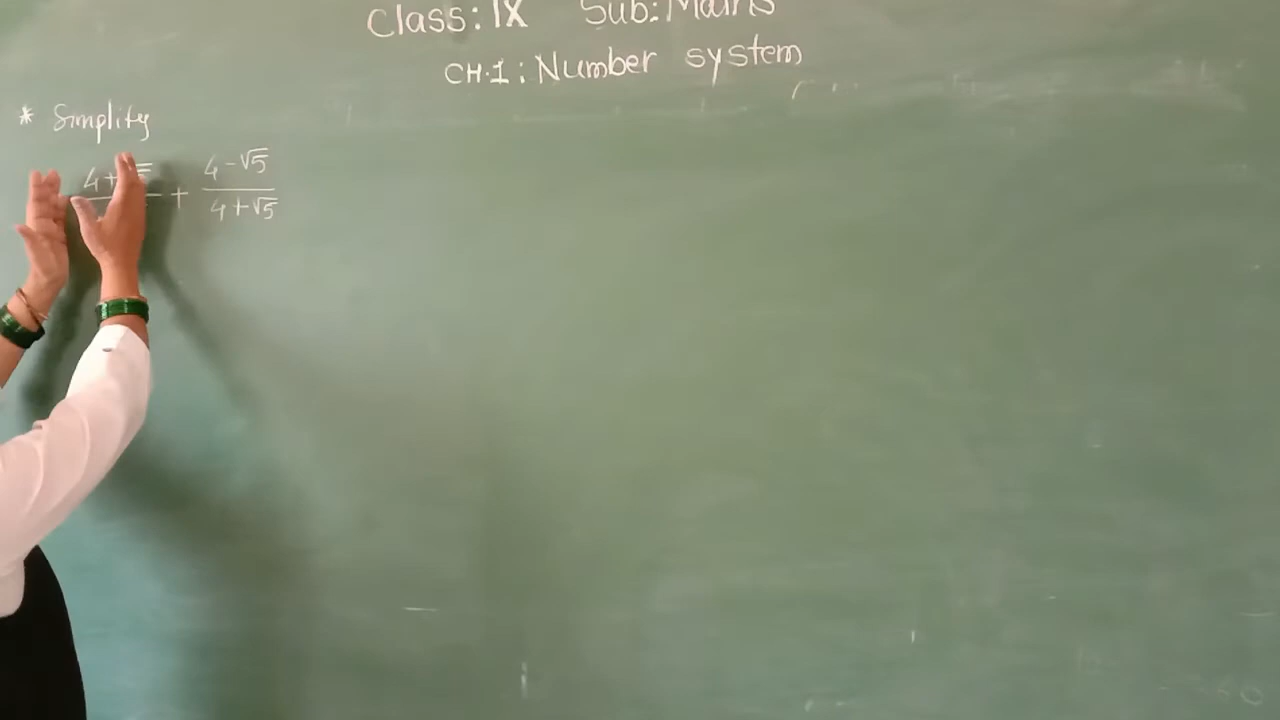 Class: IX Sub: Maths
CH.1: Number system
* Simplify
4+√5 + 4-√5
4+√5